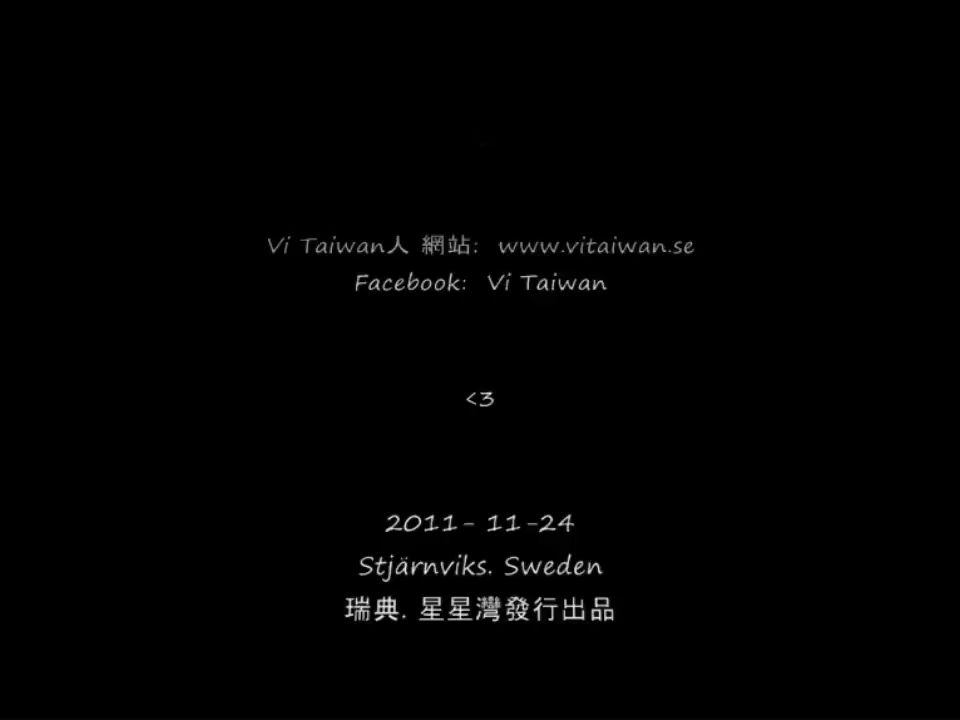 Vi Taiwan人 網站: www.vitaiwan.se
Facebook: Vi Taiwan
<3
2011- 11-24
Stjärnviks. Sweden
瑞典. 星星灣發行出品